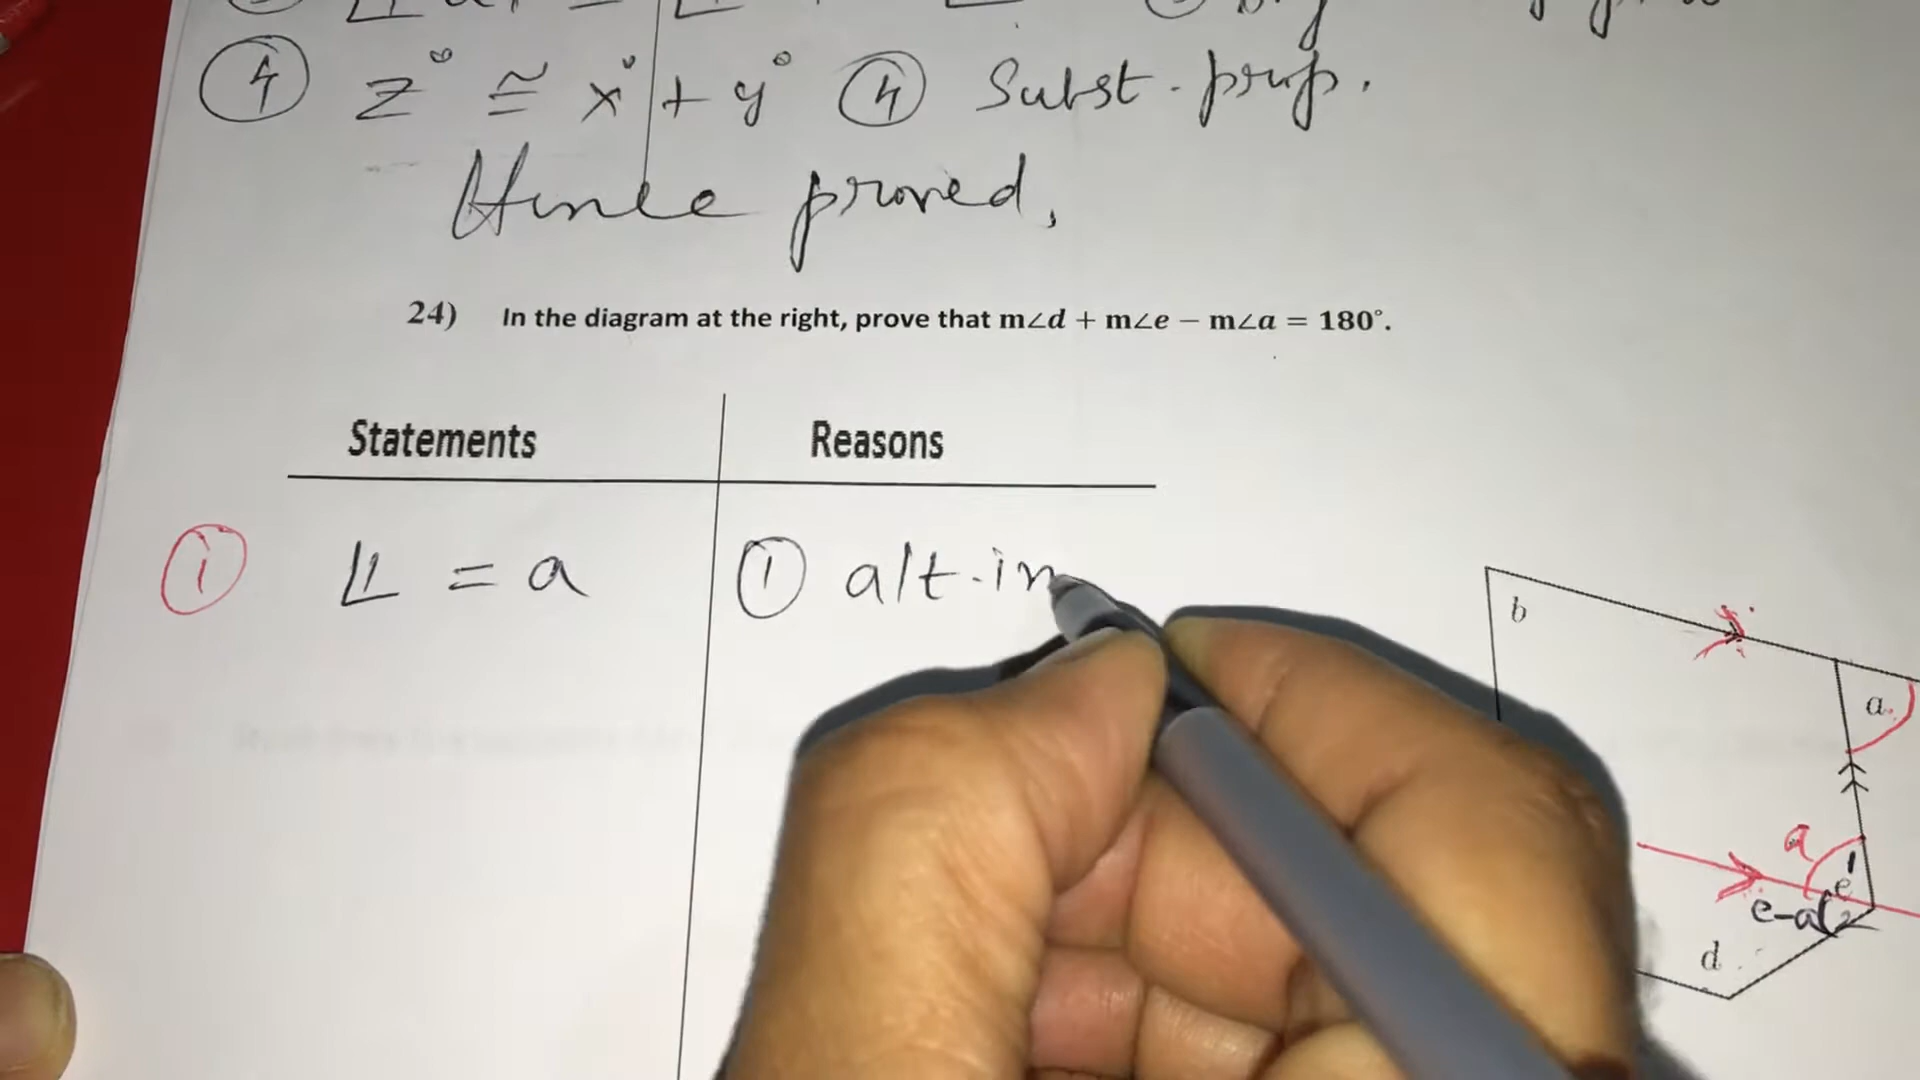 ④ z° ≅ x° + y° ④ Subst. prop.
Hence proved,
24) In the diagram at the right, prove that m∠d + m∠e − m∠a = 180°.
Statements Reasons
① ∠1 = a ① alt. in
b
a
a
1
e
e-a 2
d